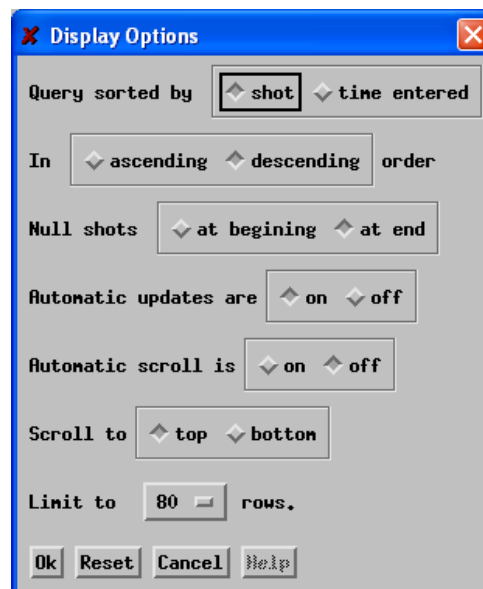 Display Options
Query sorted by shot time entered
In ascending descending order
Null shots at begining at end
Automatic updates are on off
Automatic scroll is on off
Scroll to top bottom
Limit to 80 rows.
Ok Reset Cancel Help